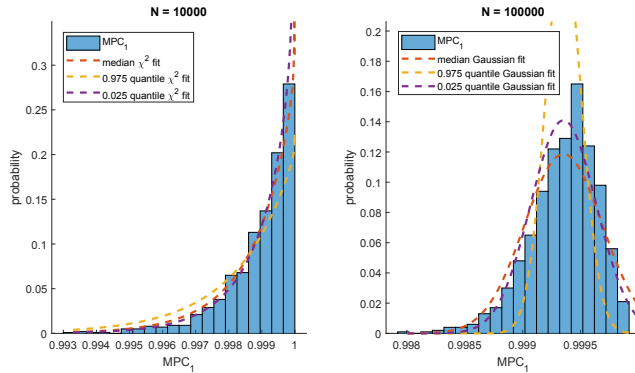 N = 10000
MPC₁
median χ² fit
0.975 quantile χ² fit
0.025 quantile χ² fit
probability
0.3
0.25
0.2
0.15
0.1
0.05
0
0.993 0.994 0.995 0.996 0.997 0.998 0.999 1
MPC₁
N = 100000
MPC₁
median Gaussian fit
0.975 quantile Gaussian fit
0.025 quantile Gaussian fit
probability
0.2
0.18
0.16
0.14
0.12
0.1
0.08
0.06
0.04
0.02
0
0.998 0.9985 0.999 0.9995
MPC₁